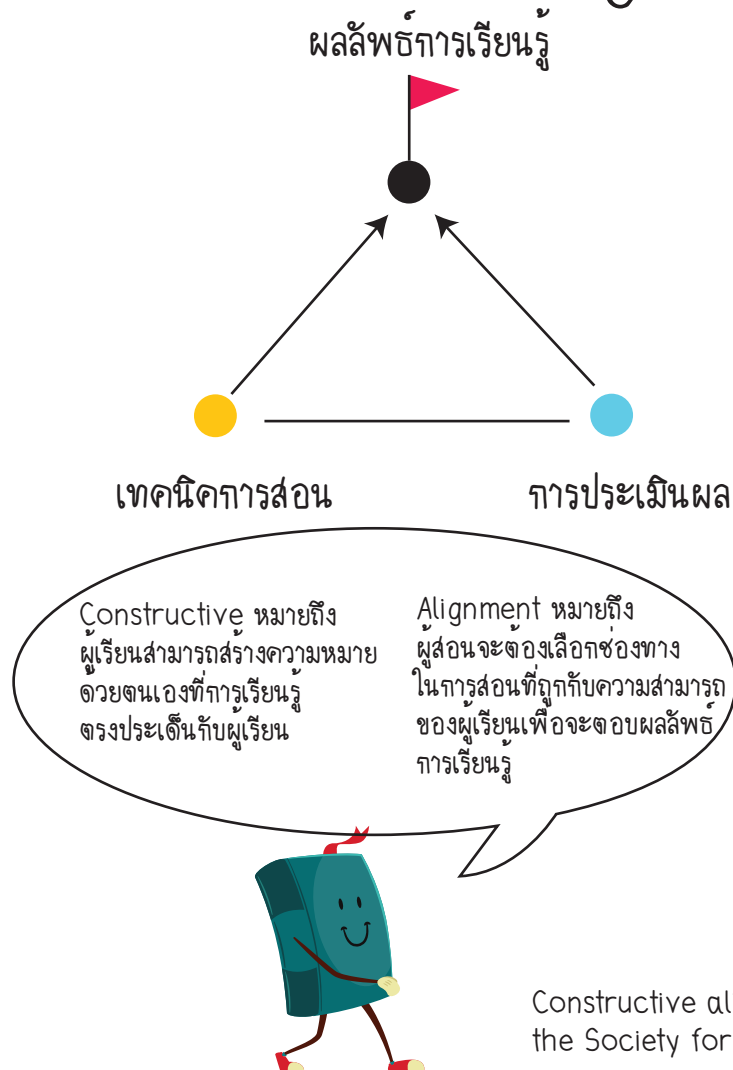 ผลลัพธ์การเรียนรู้
เทคนิคการสอน
การประเมินผล
Constructive หมายถึง
ผู้เรียนสามารถสร้างความหมาย
ด้วยตนเองที่การเรียนรู้
ตรงประเด็นกับผู้เรียน
Alignment หมายถึง
ผู้สอนจะต้องเลือกช่องทาง
ในการสอนที่ถูกกับความสามารถ
ของผู้เรียนเพื่อจะตอบผลลัพธ์
การเรียนรู้
Constructive al
the Society for